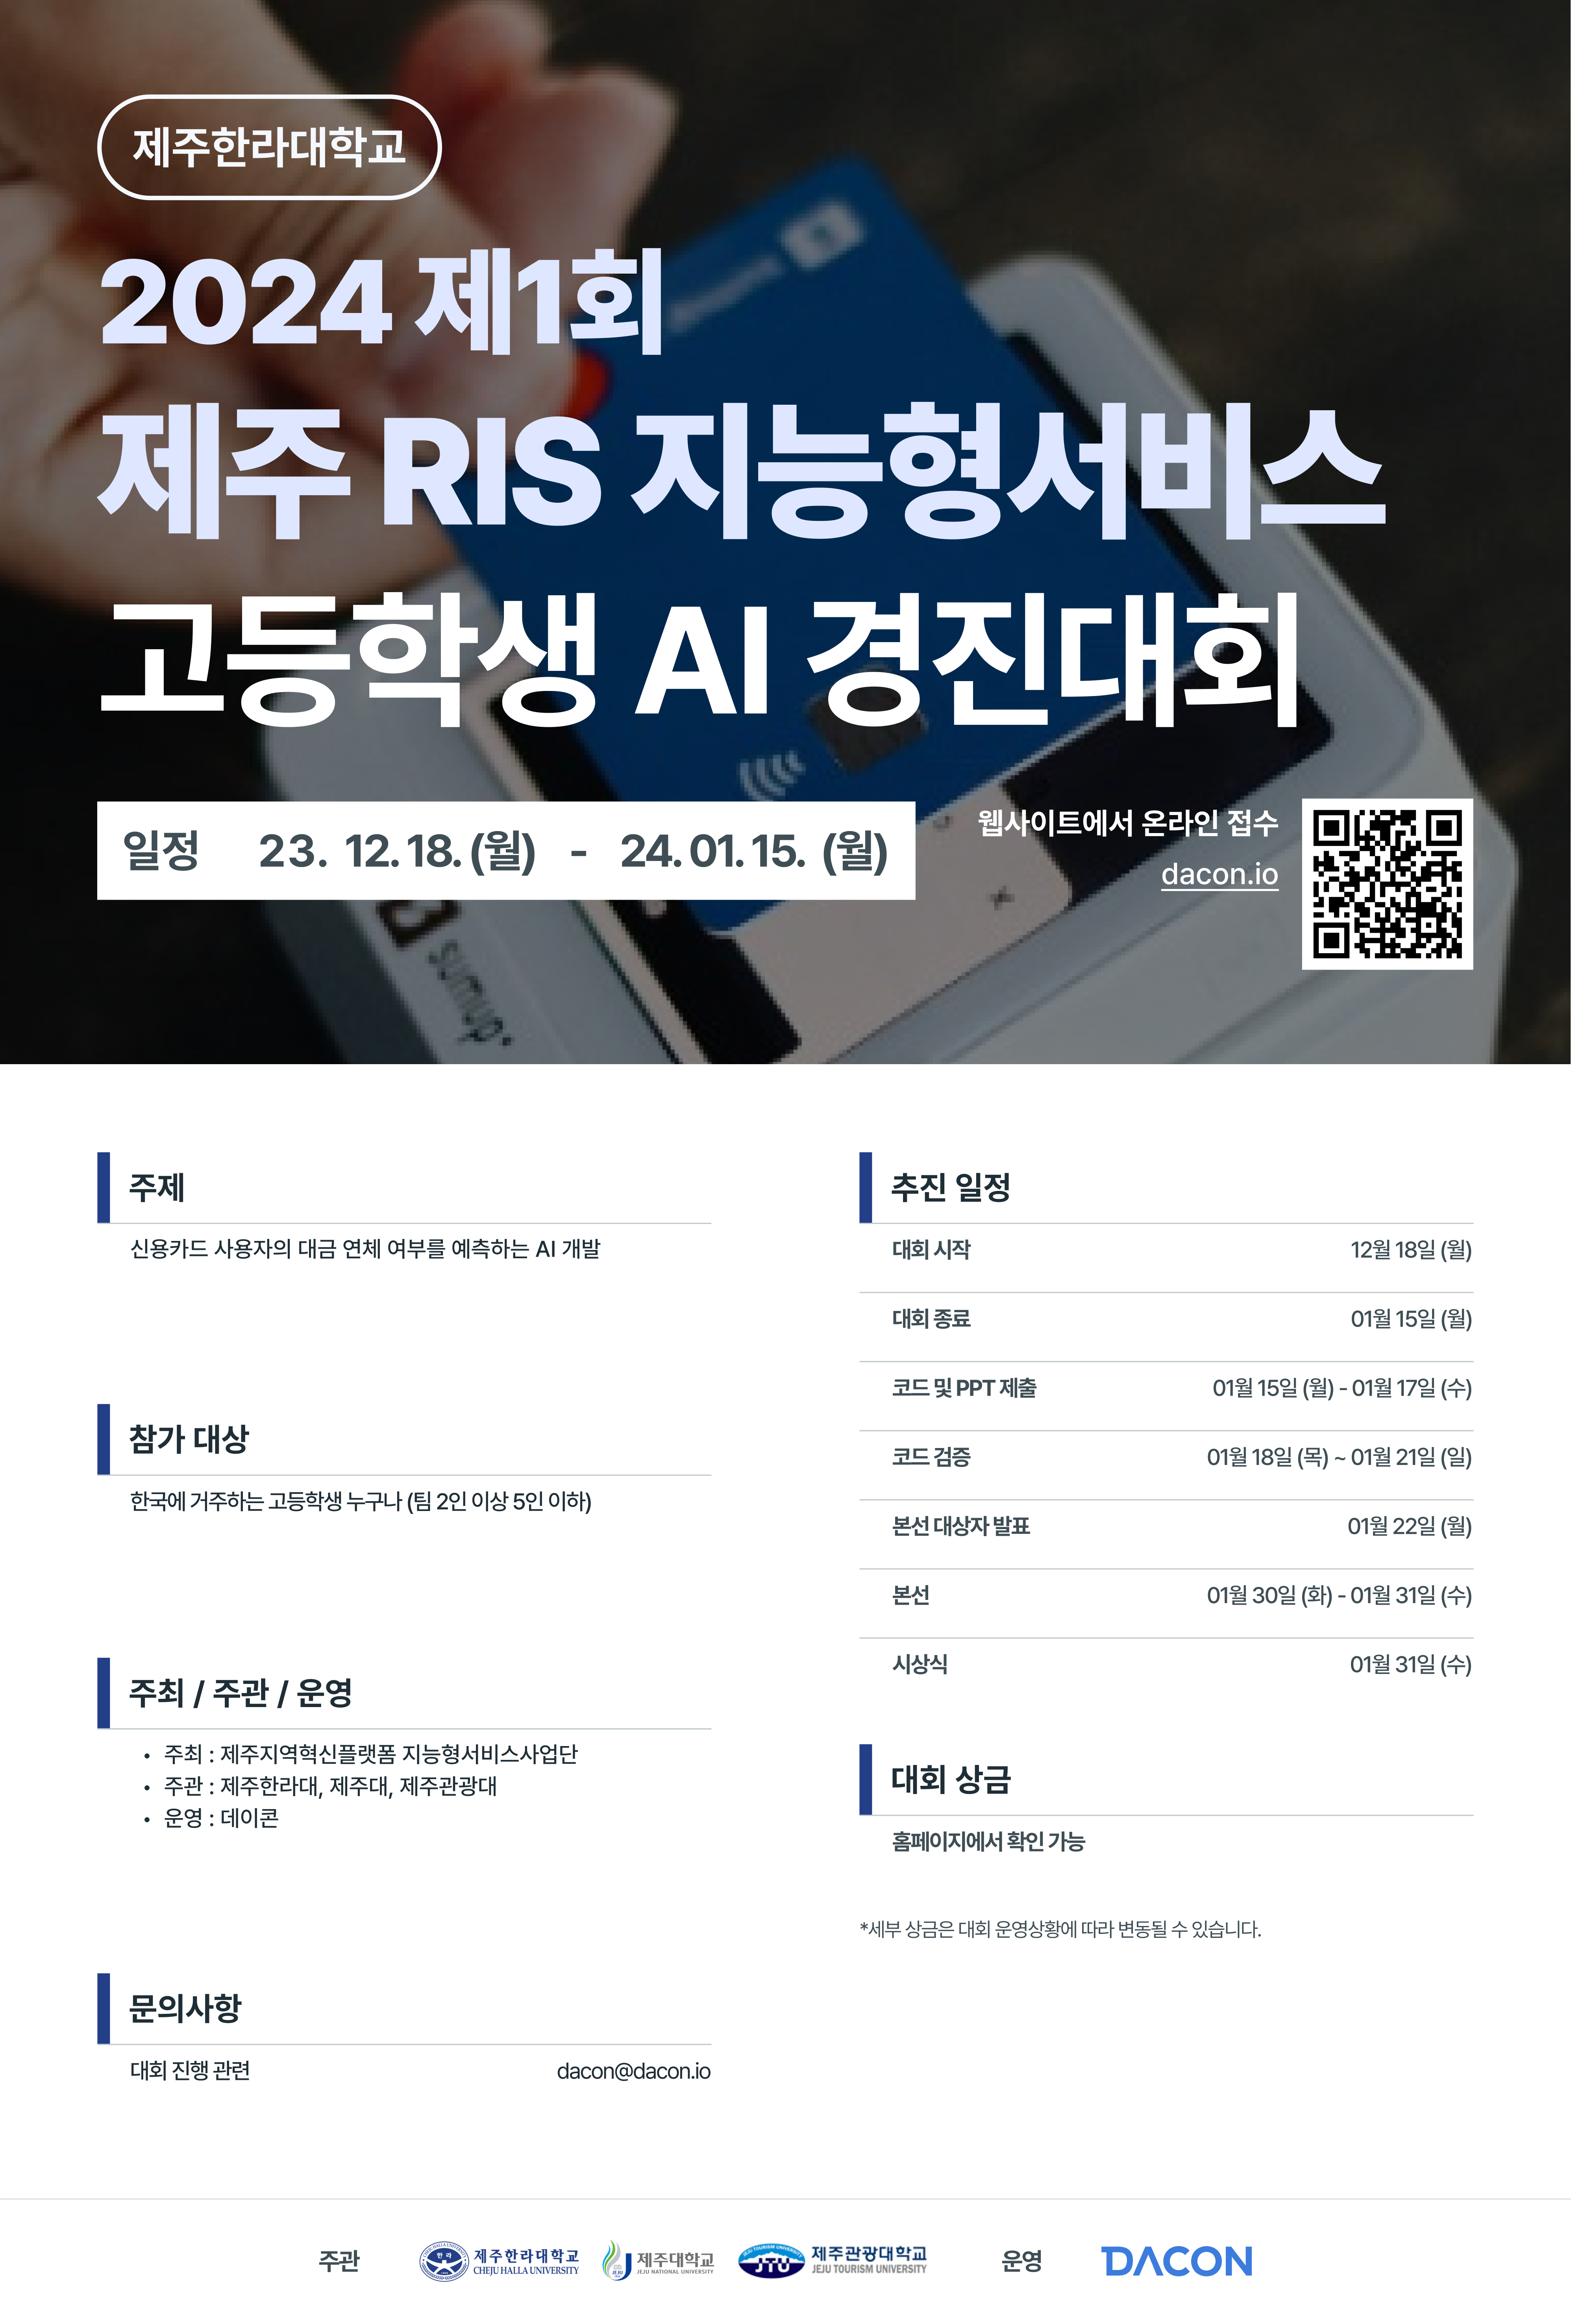 제주한라대학교
2024 제1회
제주 RIS 지능형서비스
고등학생 AI 경진대회
일정 23. 12. 18. (월) - 24. 01. 15. (월)
웹사이트에서 온라인 접수
dacon.io
sumup
주제
신용카드 사용자의 대금 연체 여부를 예측하는 AI 개발
참가 대상
한국에 거주하는 고등학생 누구나 (팀 2인 이상 5인 이하)
주최 / 주관 / 운영
• 주최 : 제주지역혁신플랫폼 지능형서비스사업단
• 주관 : 제주한라대, 제주대, 제주관광대
• 운영 : 데이콘
문의사항
대회 진행 관련 dacon@dacon.io
추진 일정
대회 시작 12월 18일 (월)
대회 종료 01월 15일 (월)
코드 및 PPT 제출 01월 15일 (월) - 01월 17일 (수)
코드 검증 01월 18일 (목) ~ 01월 21일 (일)
본선 대상자 발표 01월 22일 (월)
본선 01월 30일 (화) - 01월 31일 (수)
시상식 01월 31일 (수)
대회 상금
홈페이지에서 확인 가능
*세부 상금은 대회 운영상황에 따라 변동될 수 있습니다.
주관
한라
제주한라대학교
CHEJU HALLA UNIVERSITY
JEJU
제주대학교
JEJU NATIONAL UNIVERSITY
JEJU TOURISM UNIVERSITY
JTU
제주관광대학교
JEJU TOURISM UNIVERSITY
운영
DACON